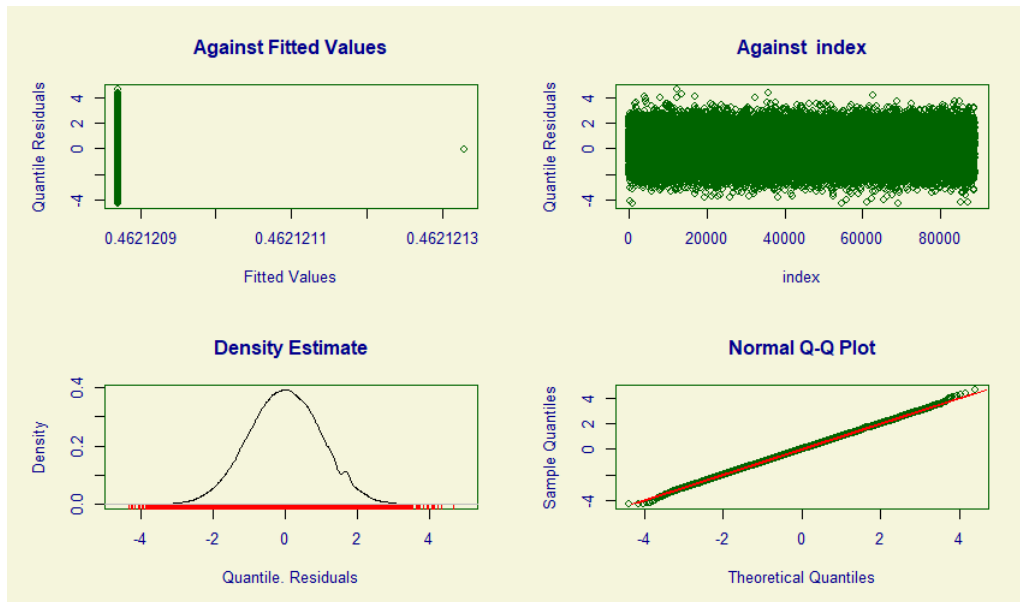 Against Fitted Values
Quantile Residuals
-4 0 2 4
0.4621209 0.4621211 0.4621213
Fitted Values
Against index
Quantile Residuals
-4 0 2 4
0 20000 40000 60000 80000
index
Density Estimate
Density
0.0 0.2 0.4
-4 -2 0 2 4
Quantile. Residuals
Normal Q-Q Plot
Sample Quantiles
-4 0 2 4
-4 -2 0 2 4
Theoretical Quantiles